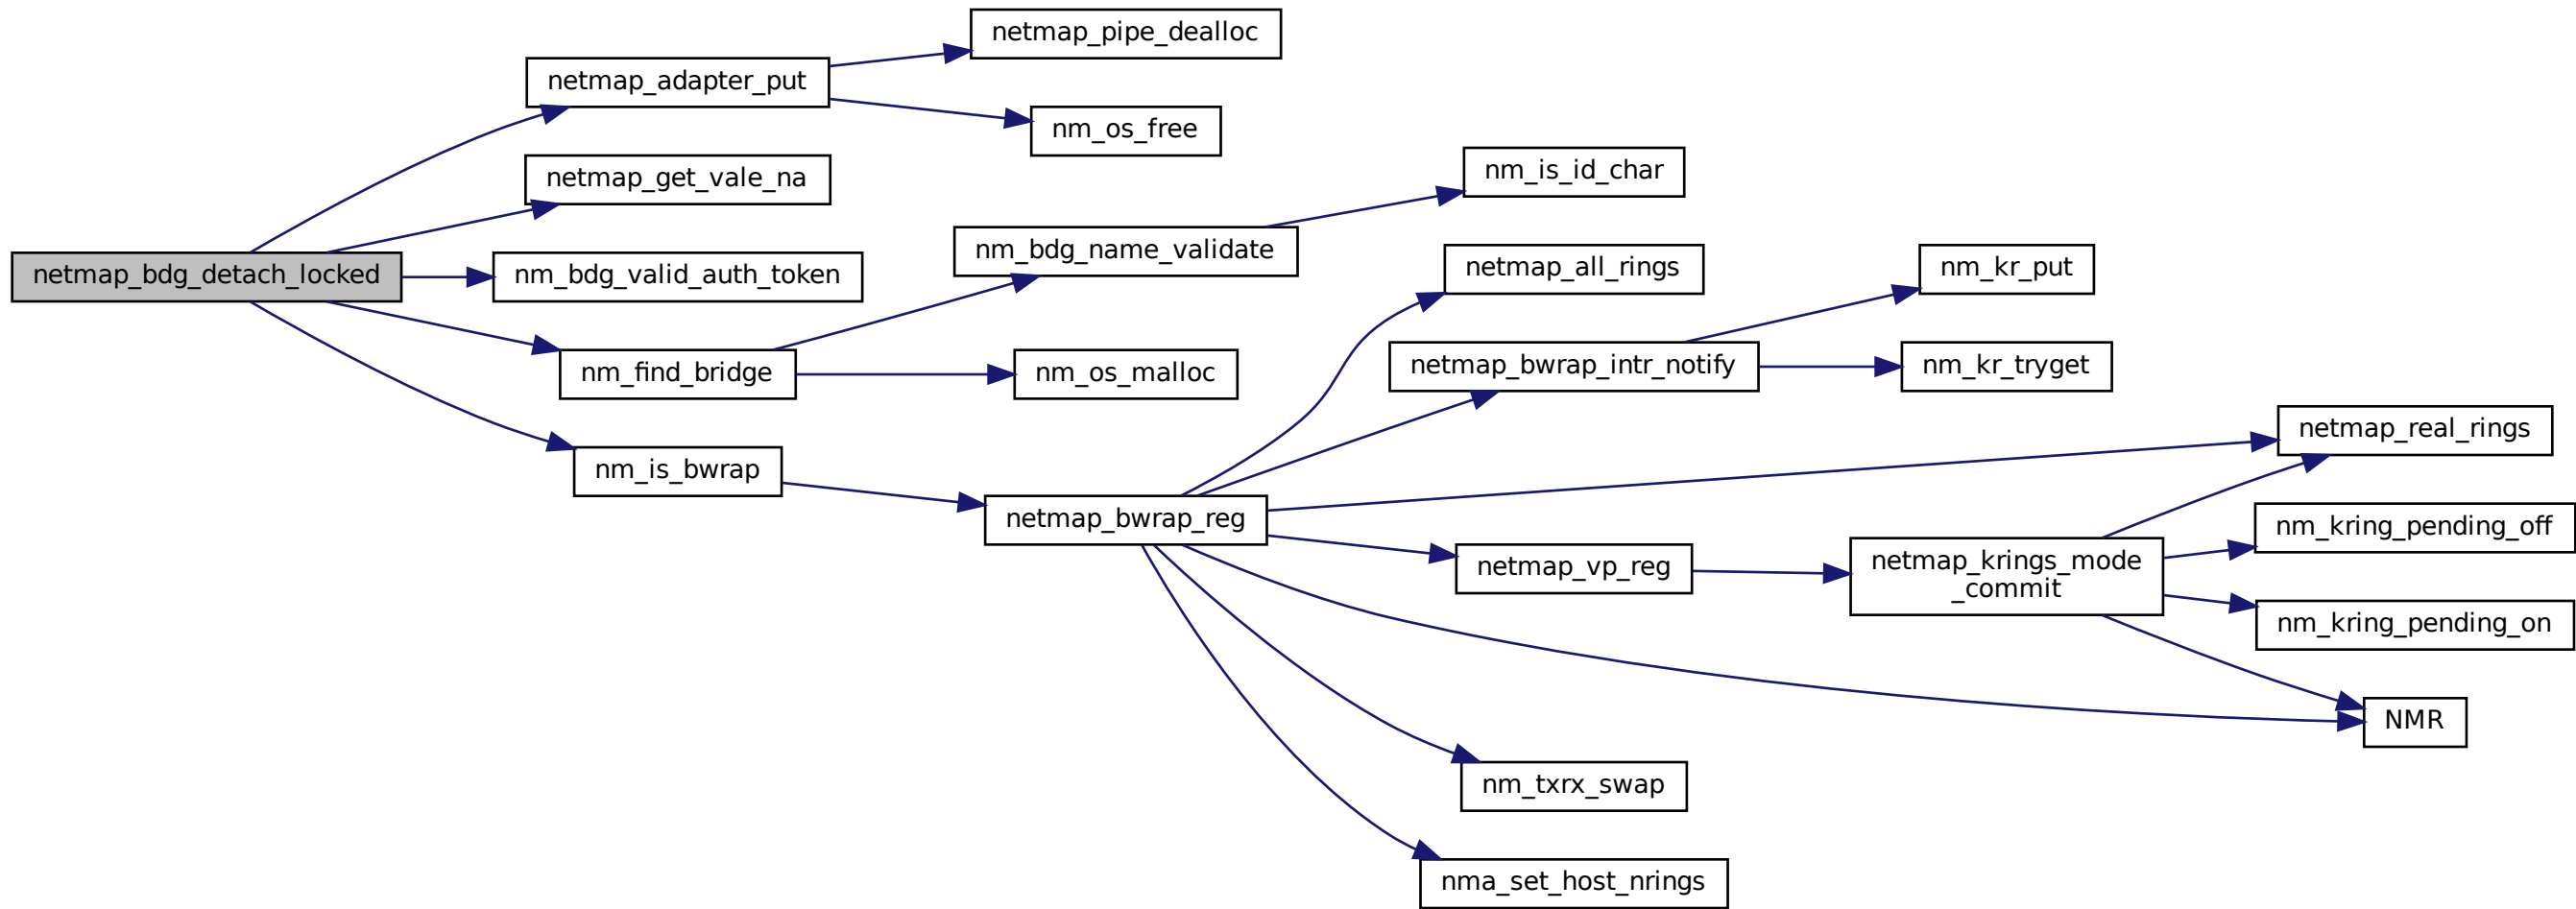 netmap_bdg_detach_locked
netmap_adapter_put
netmap_get_vale_na
nm_bdg_valid_auth_token
nm_find_bridge
nm_is_bwrap
netmap_pipe_dealloc
nm_os_free
nm_bdg_name_validate
nm_os_malloc
netmap_bwrap_reg
nm_is_id_char
netmap_all_rings
netmap_bwrap_intr_notify
netmap_vp_reg
nm_txrx_swap
nma_set_host_nrings
nm_kr_put
nm_kr_tryget
netmap_krings_mode
_commit
netmap_real_rings
nm_kring_pending_off
nm_kring_pending_on
NMR